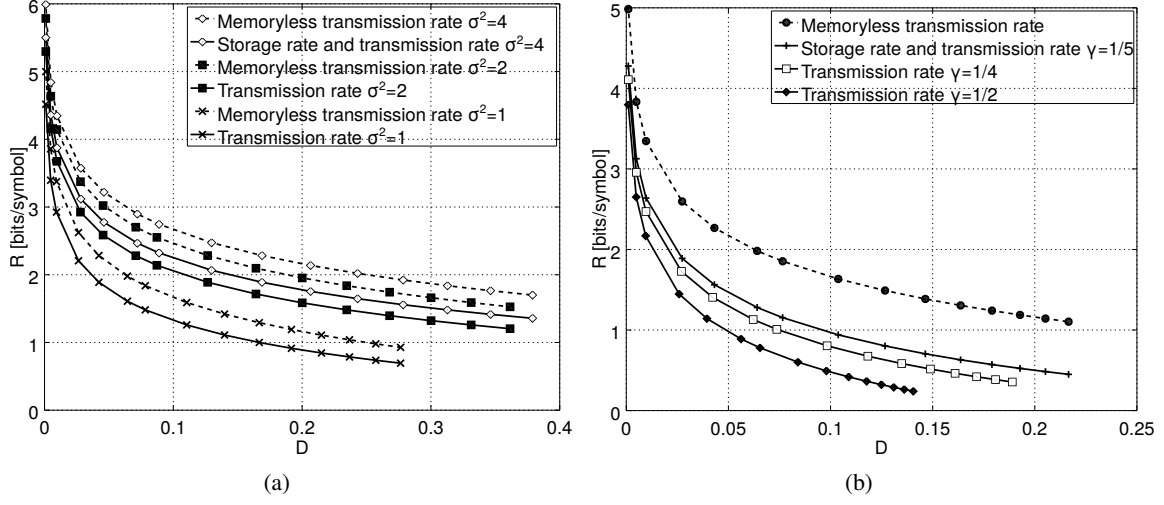 6
5
4
3
2
1
0
R [bits/symbol]
0
0.1
0.2
0.3
0.4
D
Memoryless transmission rate σ²=4
Storage rate and transmission rate σ²=4
Memoryless transmission rate σ²=2
Transmission rate σ²=2
Memoryless transmission rate σ²=1
Transmission rate σ²=1
(a)
5
4
3
2
1
0
R [bits/symbol]
0
0.05
0.1
0.15
0.2
0.25
D
Memoryless transmission rate
Storage rate and transmission rate γ=1/5
Transmission rate γ=1/4
Transmission rate γ=1/2
(b)